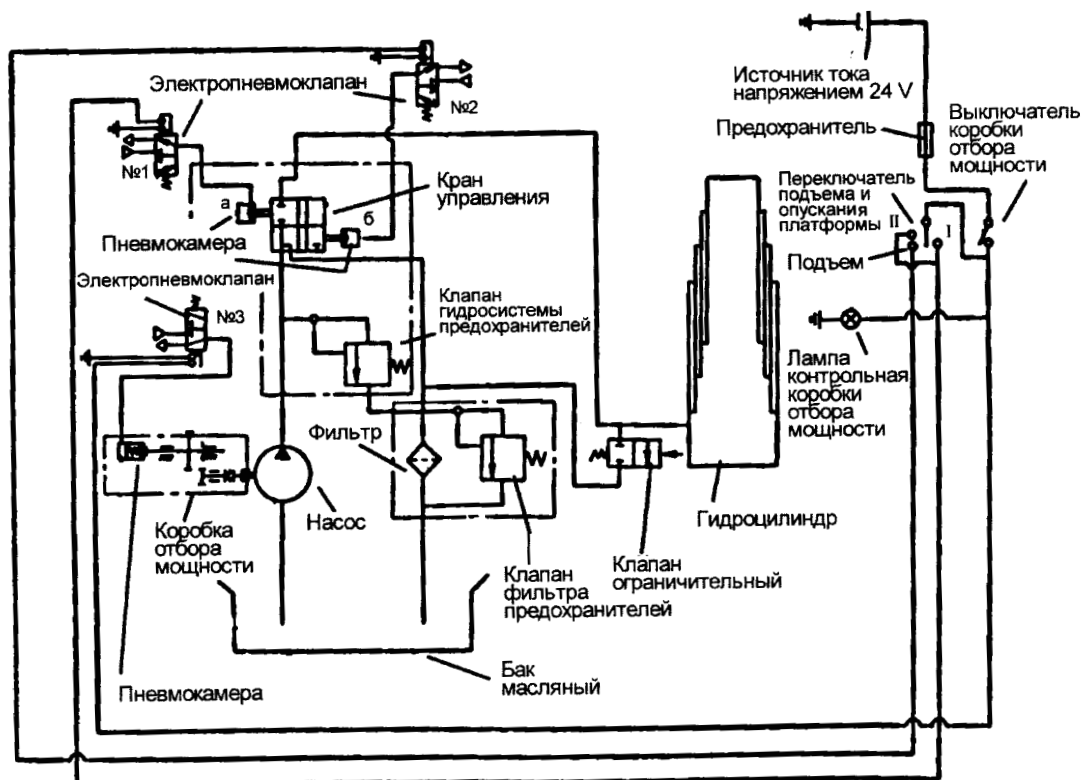 Источник тока
напряжением 24 V
Электропневмоклапан
№2
Выключатель
коробки
отбора
мощности
Предохранитель
№1
Переключатель
подъема и
опускания
платформы
II
I
Подъем
а
б
Кран
управления
Пневмокамера
Электропневмоклапан
№3
Клапан
гидросистемы
предохранителей
Лампа
контрольная
коробки
отбора
мощности
Фильтр
Насос
Гидроцилиндр
Коробка
отбора
мощности
Клапан
фильтра
предохранителей
Клапан
ограничительный
Пневмокамера
Бак
масляный